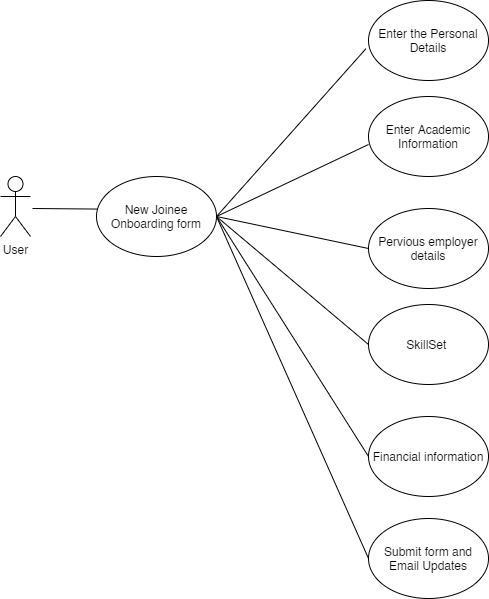 Enter the Personal
Details
Enter Academic
Information
New Joinee
Onboarding form
User
Pervious employer
details
SkillSet
Financial information
Submit form and
Email Updates